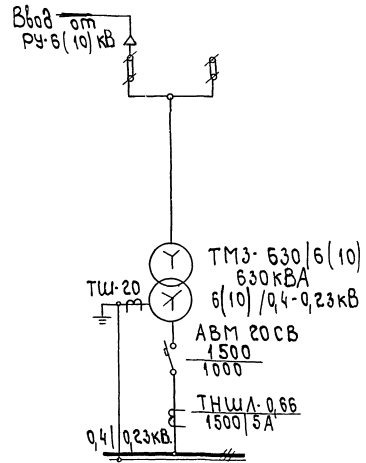 Ввод от
РУ-6(10)кВ
ТМЗ-630/6(10)
630кВА
6(10)/0,4-0,23кВ
ТШ-20
АВМ 20СВ
1500
1000
ТНШЛ-0,66
1500/5А
0,4/0,23кВ.